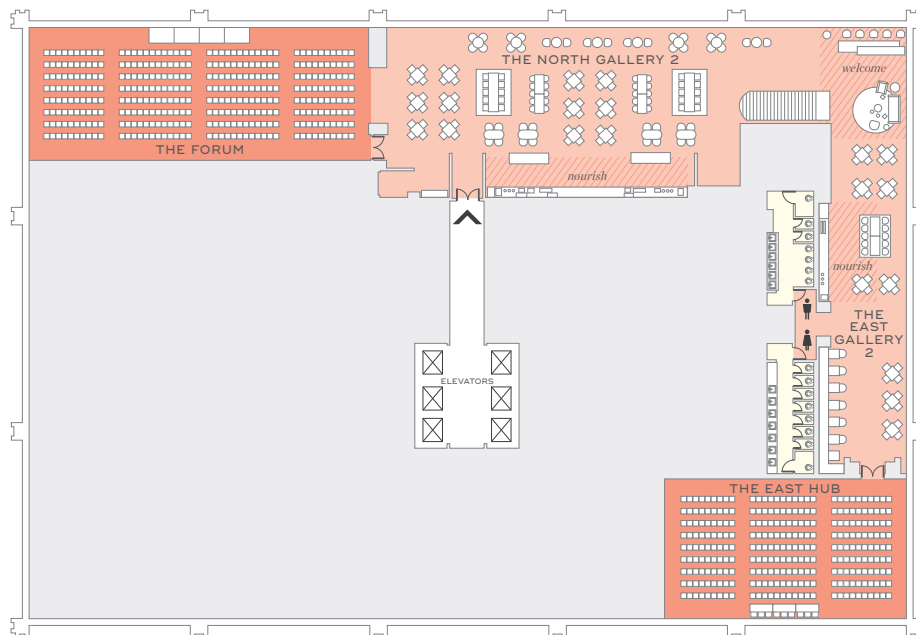 THE NORTH GALLERY 2
welcome
THE FORUM
nourish
nourish
THE
EAST
GALLERY
2
ELEVATORS
THE EAST HUB